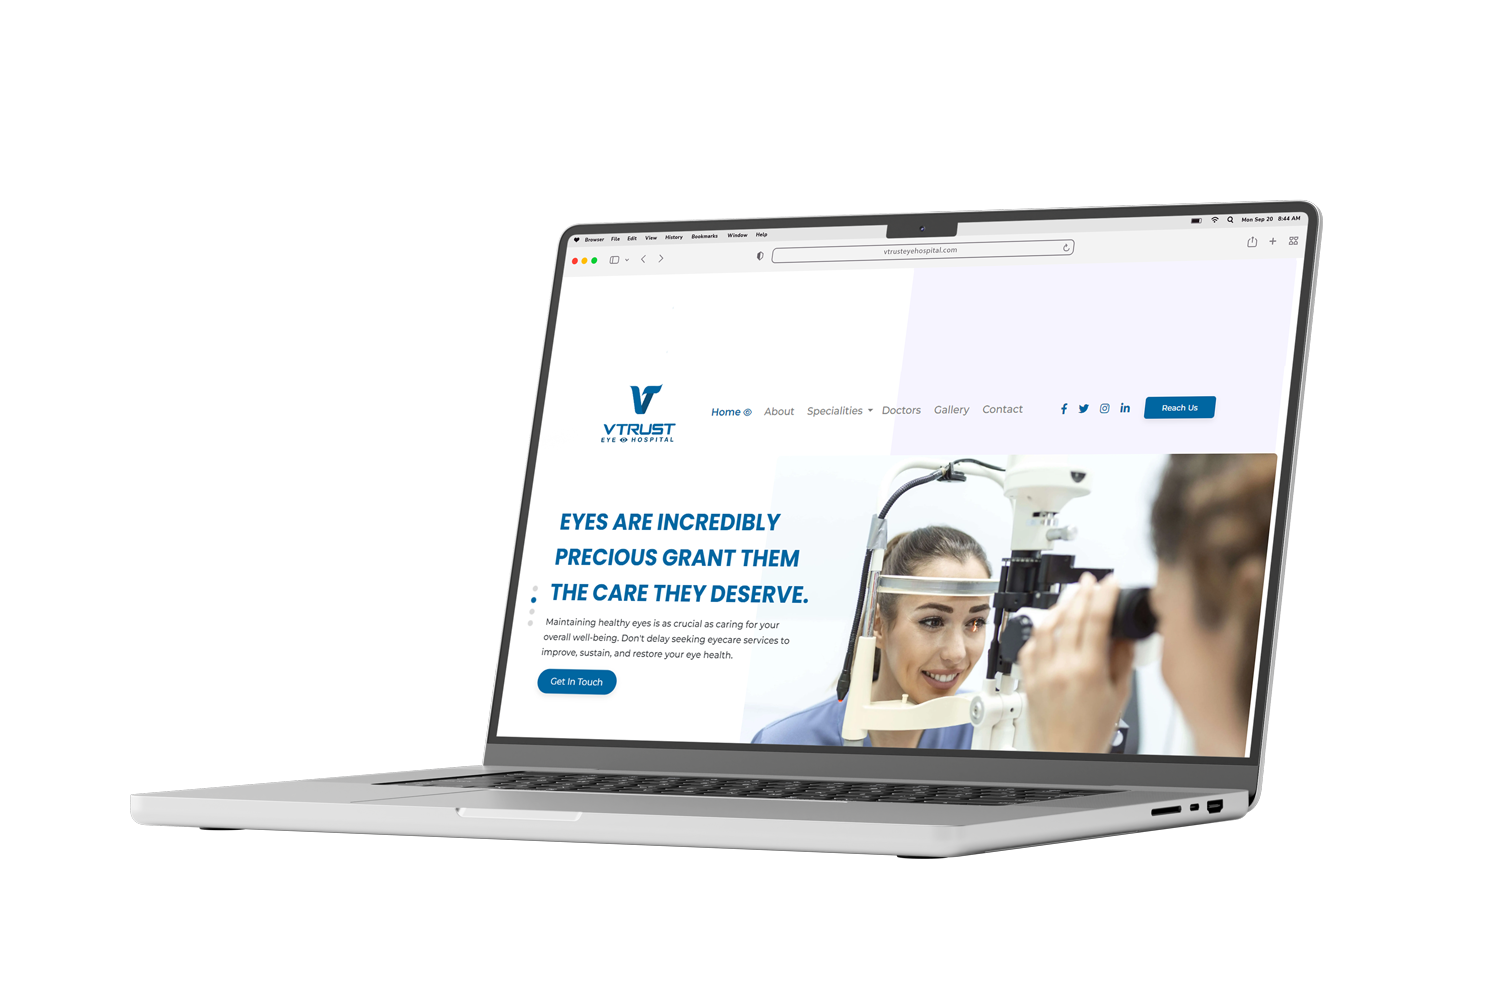 Browser File Edit View History Bookmarks Window Help
Mon Sep 20 8:44 AM
vtrusteyehospital.com
VT
VTRUST
EYE HOSPITAL
Home About Specialities Doctors Gallery Contact
Reach Us
EYES ARE INCREDIBLY
PRECIOUS GRANT THEM
THE CARE THEY DESERVE.
Maintaining healthy eyes is as crucial as caring for your
overall well-being. Don't delay seeking eyecare services to
improve, sustain, and restore your eye health.
Get In Touch